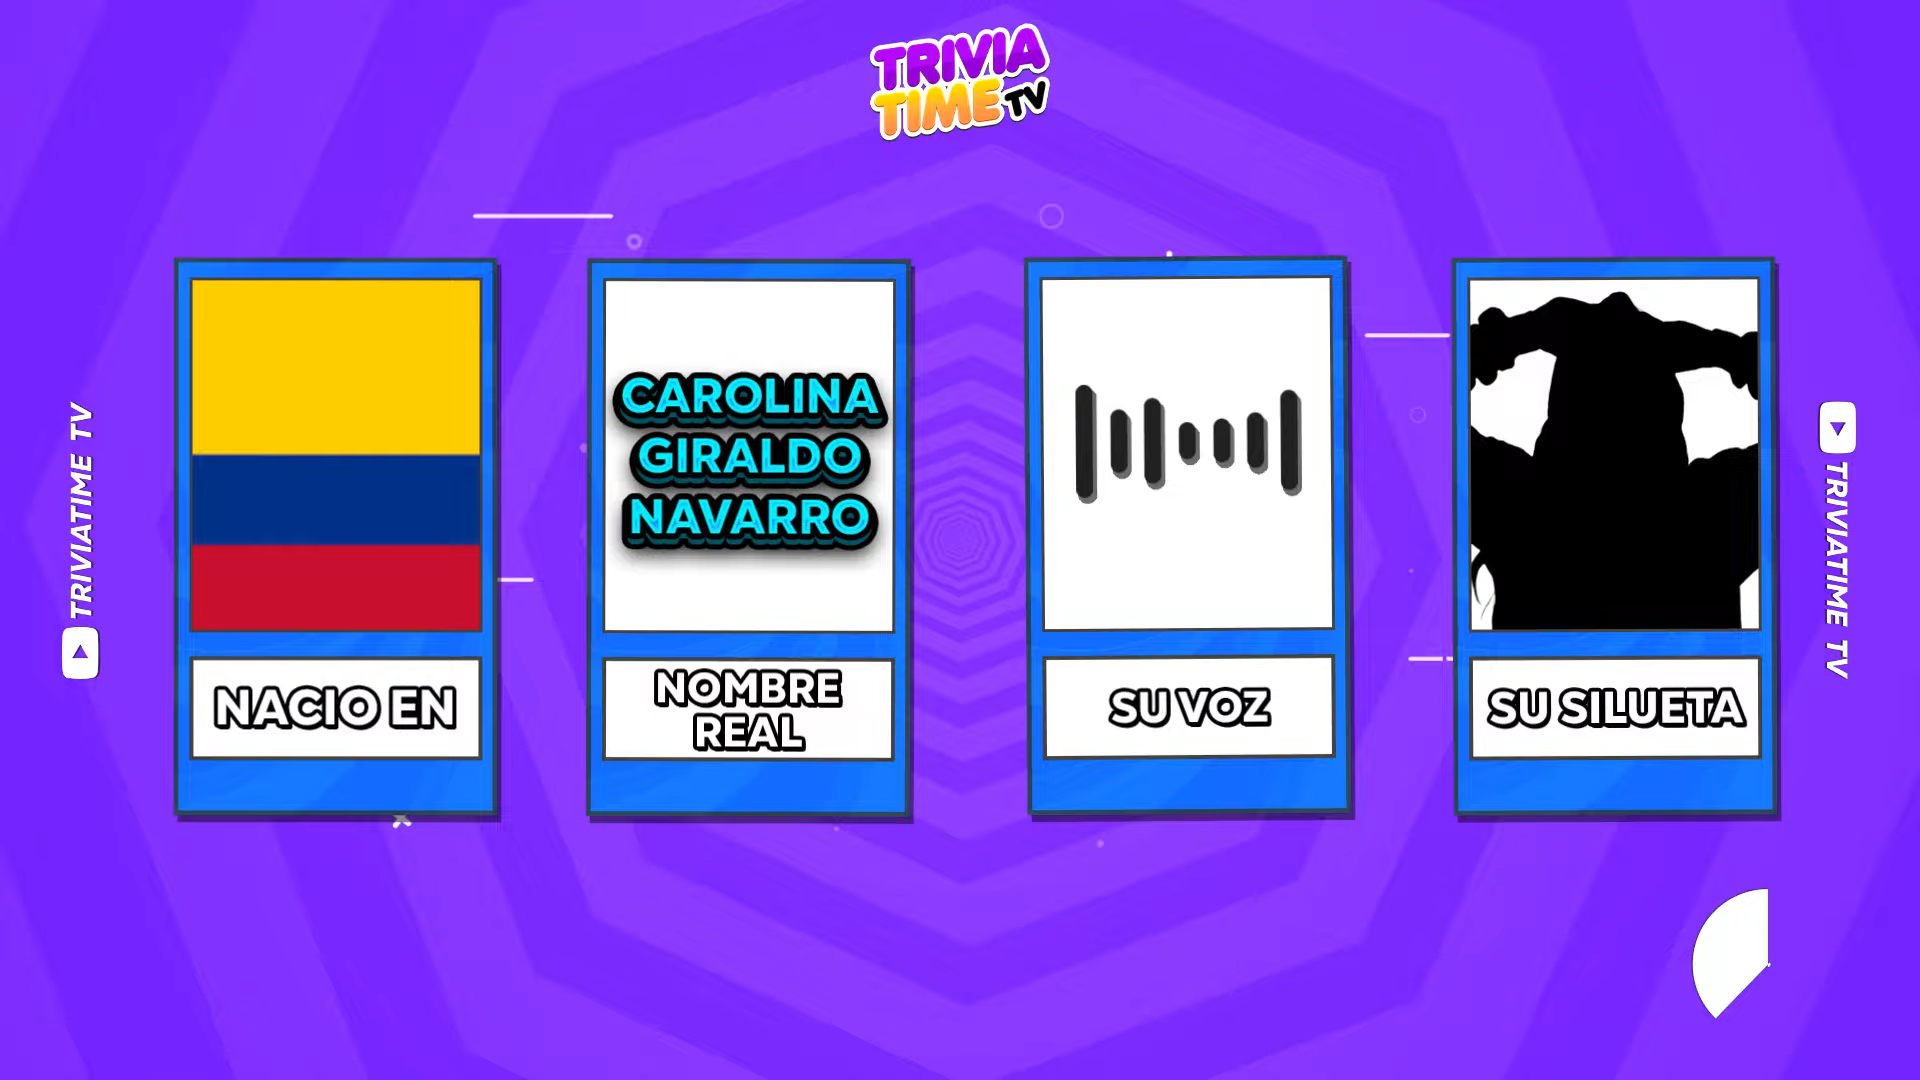 TRIVIA
TIME TV
CAROLINA
GIRALDO
NAVARRO
NACIO EN
NOMBRE
REAL
SU VOZ
SU SILUETA
TRIVIATIME TV
TRIVIATIME TV